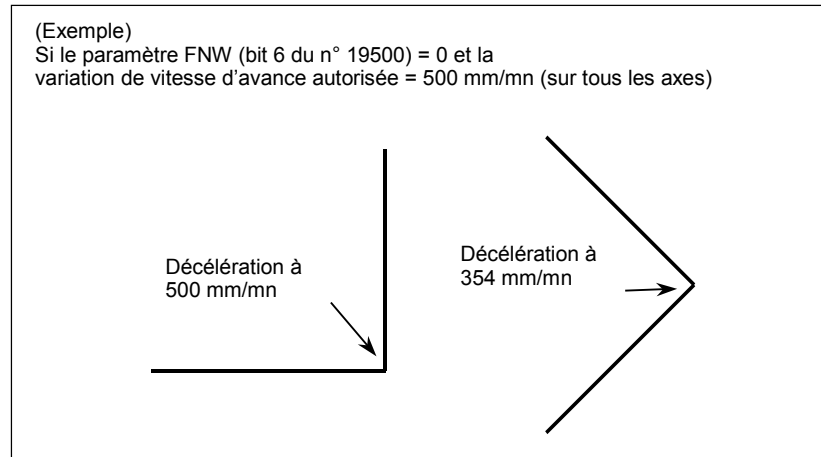 (Exemple)
Si le paramètre FNW (bit 6 du n° 19500) = 0 et la
variation de vitesse d’avance autorisée = 500 mm/mn (sur tous les axes)
Décélération à
500 mm/mn
Décélération à
354 mm/mn